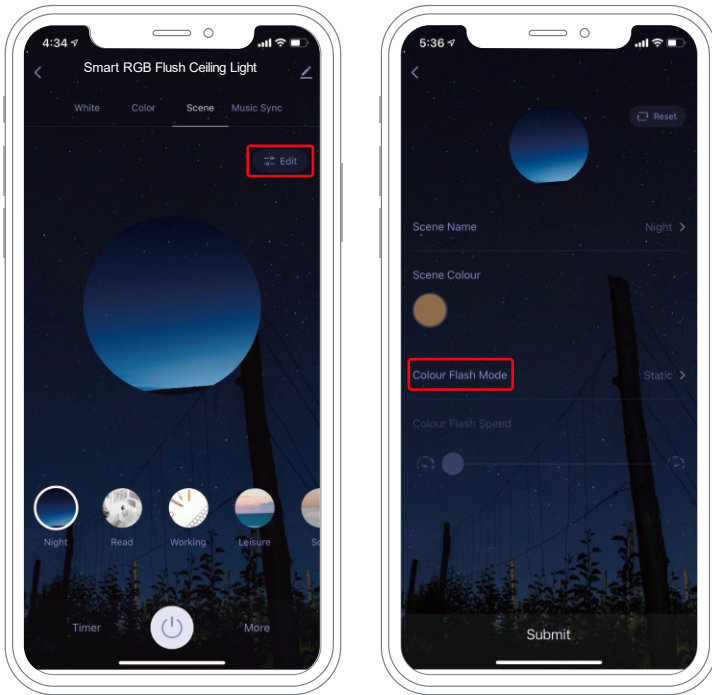 4:34
Smart RGB Flush Ceiling Light
White Color Scene Music Sync
Edit
Night Read Working Leisure So
Timer More
5:36
Reset
Scene Name Night
Scene Colour
Colour Flash Mode Static
Colour Flash Speed
Submit